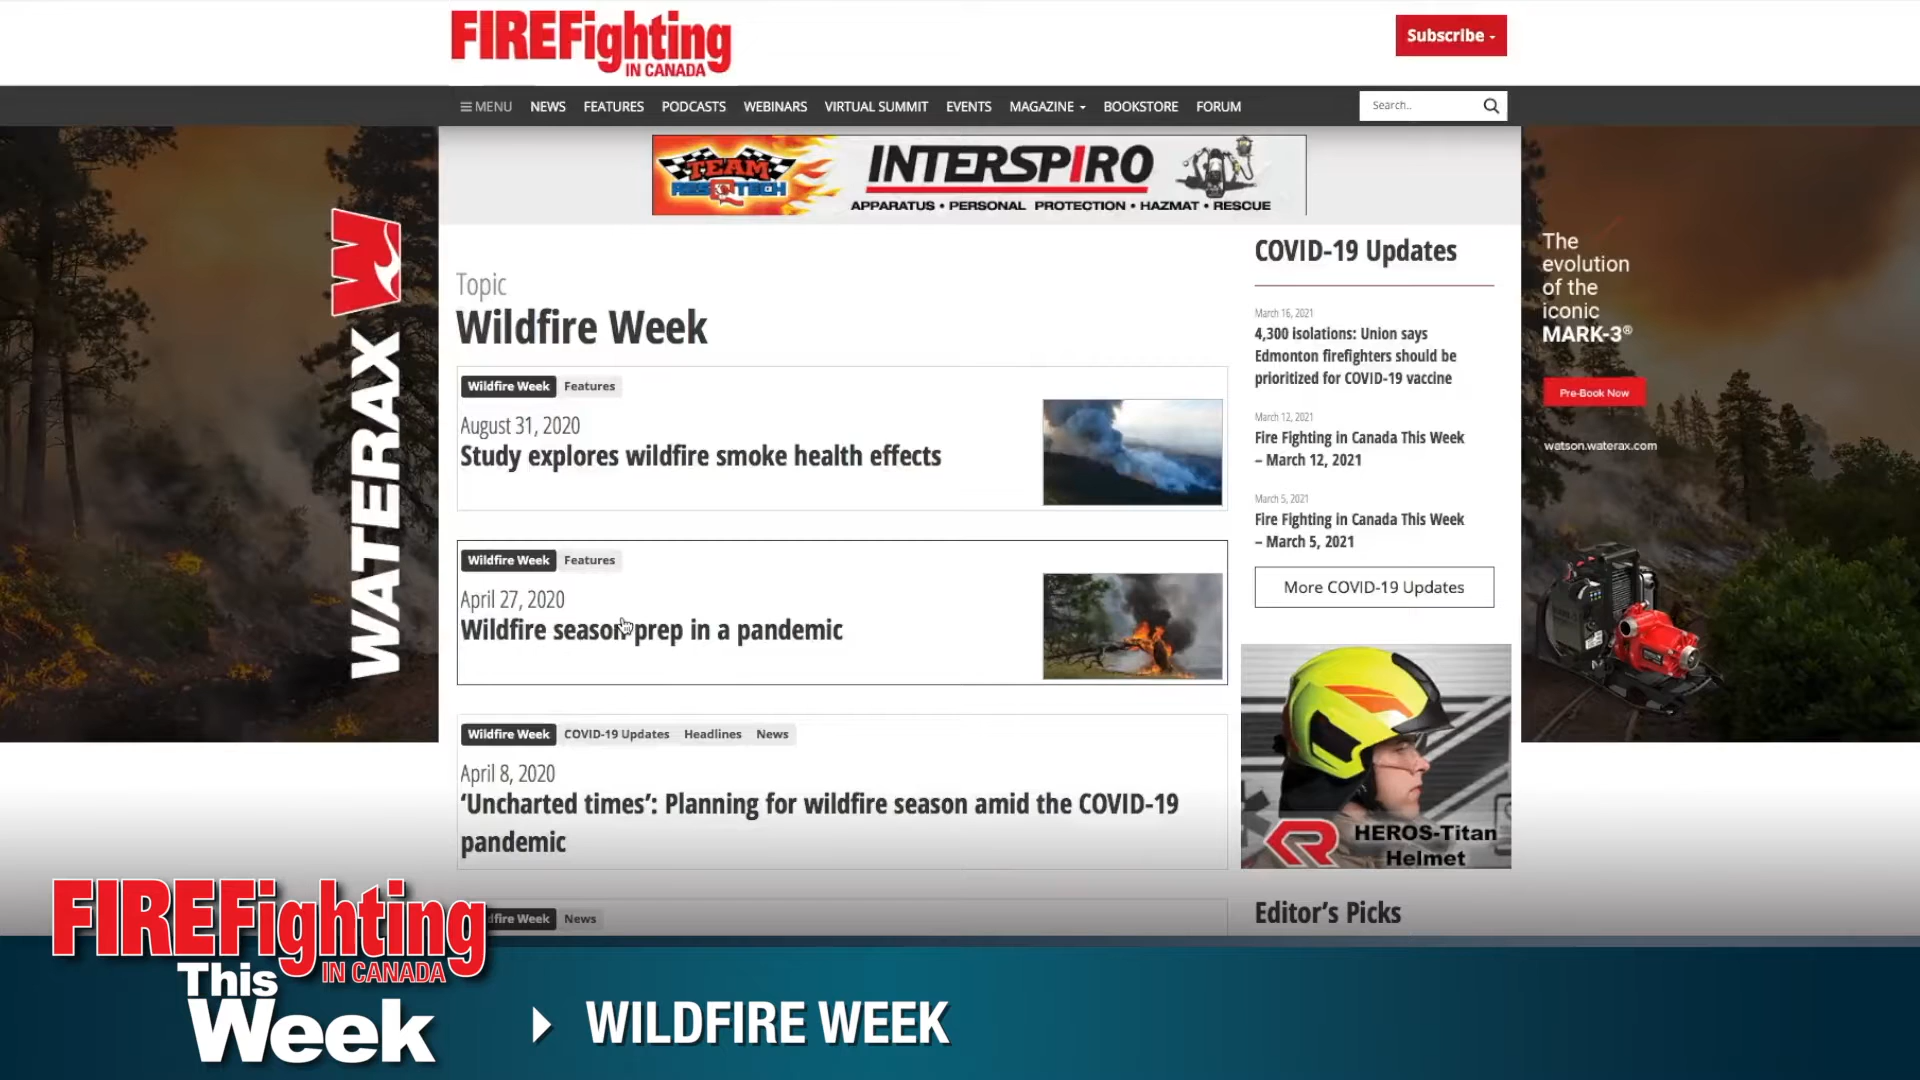 FIREFighting
IN CANADA
Subscribe
MENU NEWS FEATURES PODCASTS WEBINARS VIRTUAL SUMMIT EVENTS MAGAZINE BOOKSTORE FORUM
Search..
TEAM
RES-Q-TECH
INTERSPIRO
APPARATUS • PERSONAL PROTECTION • HAZMAT • RESCUE
WATERAX
Topic
Wildfire Week
Wildfire Week Features
August 31, 2020
Study explores wildfire smoke health effects
Wildfire Week Features
April 27, 2020
Wildfire season prep in a pandemic
Wildfire Week COVID-19 Updates Headlines News
April 8, 2020
‘Uncharted times’: Planning for wildfire season amid the COVID-19
pandemic
dfire Week News
COVID-19 Updates
March 16, 2021
4,300 isolations: Union says
Edmonton firefighters should be
prioritized for COVID-19 vaccine
March 12, 2021
Fire Fighting in Canada This Week
– March 12, 2021
March 5, 2021
Fire Fighting in Canada This Week
– March 5, 2021
More COVID-19 Updates
HEROS-Titan
Helmet
Editor’s Picks
The
evolution
of the
iconic
MARK-3®
Pre-Book Now
watson.waterax.com
FIREFighting
IN CANADA
This
Week
WILDFIRE WEEK